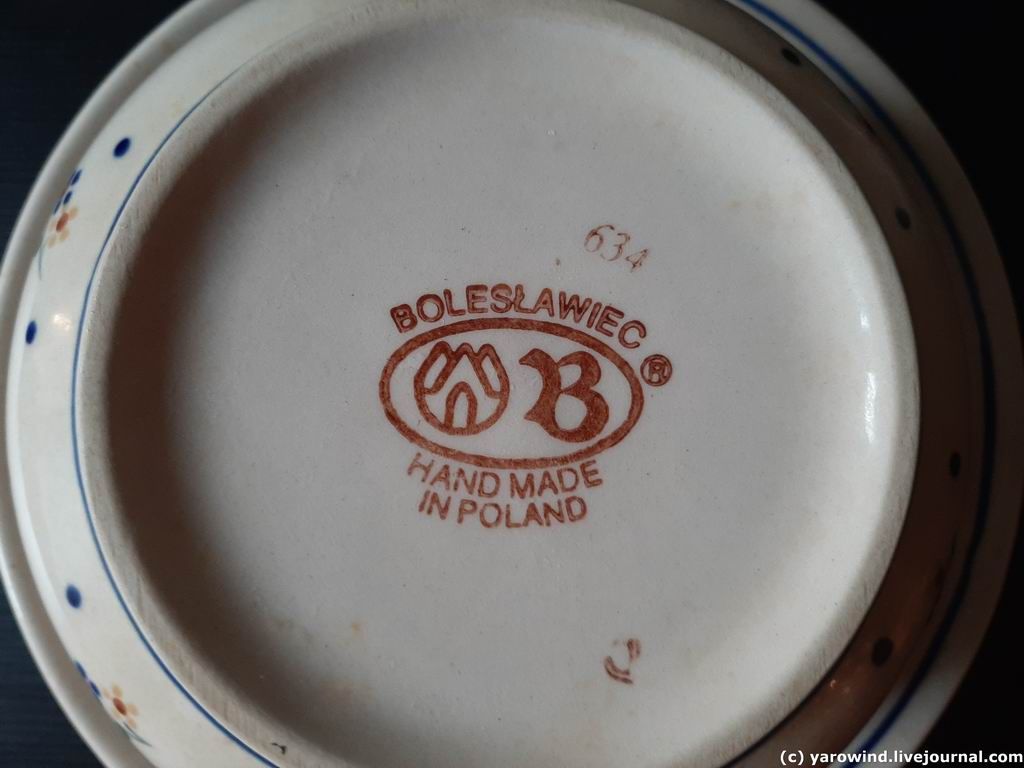 634
BOLESŁAWIEC
B ®
HAND MADE
IN POLAND
(c) yarowind.livejournal.com